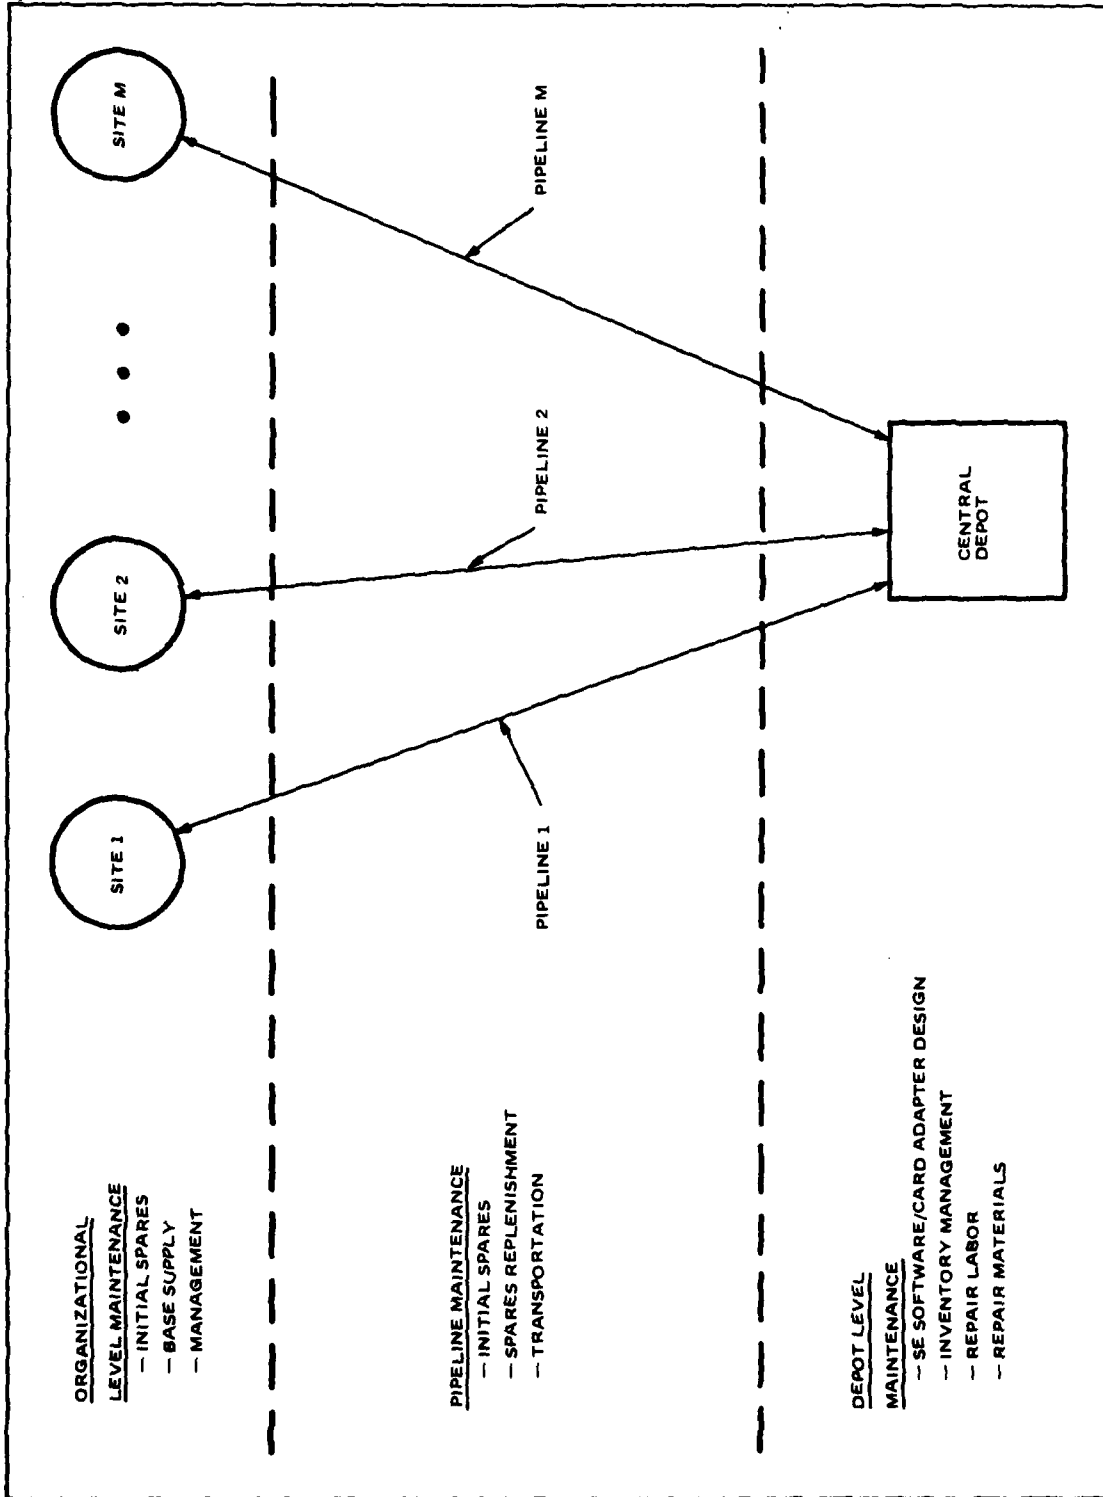 ORGANIZATIONAL
LEVEL MAINTENANCE
— INITIAL SPARES
— BASE SUPPLY
— MANAGEMENT
SITE 1
SITE 2
SITE M
PIPELINE MAINTENANCE
— INITIAL SPARES
— SPARES REPLENISHMENT
— TRANSPORTATION
PIPELINE 1
PIPELINE 2
PIPELINE M
DEPOT LEVEL
MAINTENANCE
— SE SOFTWARE/CARD ADAPTER DESIGN
— INVENTORY MANAGEMENT
— REPAIR LABOR
— REPAIR MATERIALS
CENTRAL
DEPOT